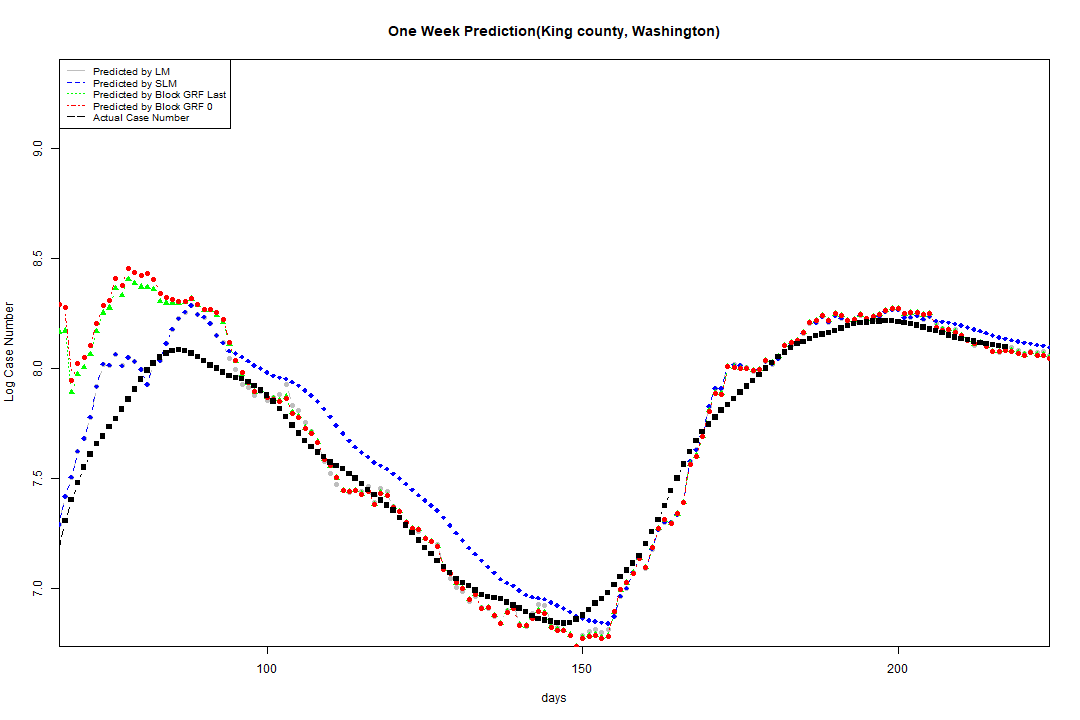 One Week Prediction(King county, Washington)
Predicted by LM
Predicted by SLM
Predicted by Block GRF Last
Predicted by Block GRF 0
Actual Case Number
9.0
8.5
8.0
7.5
7.0
Log Case Number
100 150 200
days